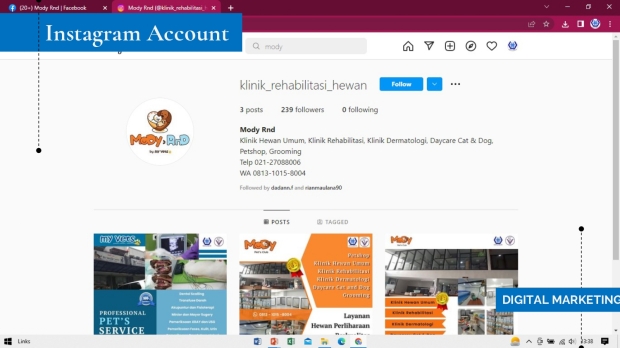 (20+) Mody Rnd | Facebook
Mody Rnd (@klinik_rehabilitasi_h
Instagram Account
mody
klinik_rehabilitasi_hewan
Follow
3 posts 239 followers 0 following
Mody Rnd
Klinik Hewan Umum, Klinik Rehabilitasi, Klinik Dermatologi, Daycare Cat & Dog,
Petshop, Grooming
Telp 021-27088006
WA 0813-1015-8004
Followed by dadann.f and rianmaulana90
MODY & RND
POSTS TAGGED
my vets
PROFESSIONAL
PET'S
SERVICE
MODY
Petshop
Klinik Hewan Umum
Klinik Rehabilitasi
Klinik Dermatologi
Daycare Cat and Dog
Grooming
Layanan
Hewan Perliharaan
MODY
Klinik Hewan Umum
Klinik Rehabilitasi
Klinik Dermatologi
DIGITAL MARKETING
Links